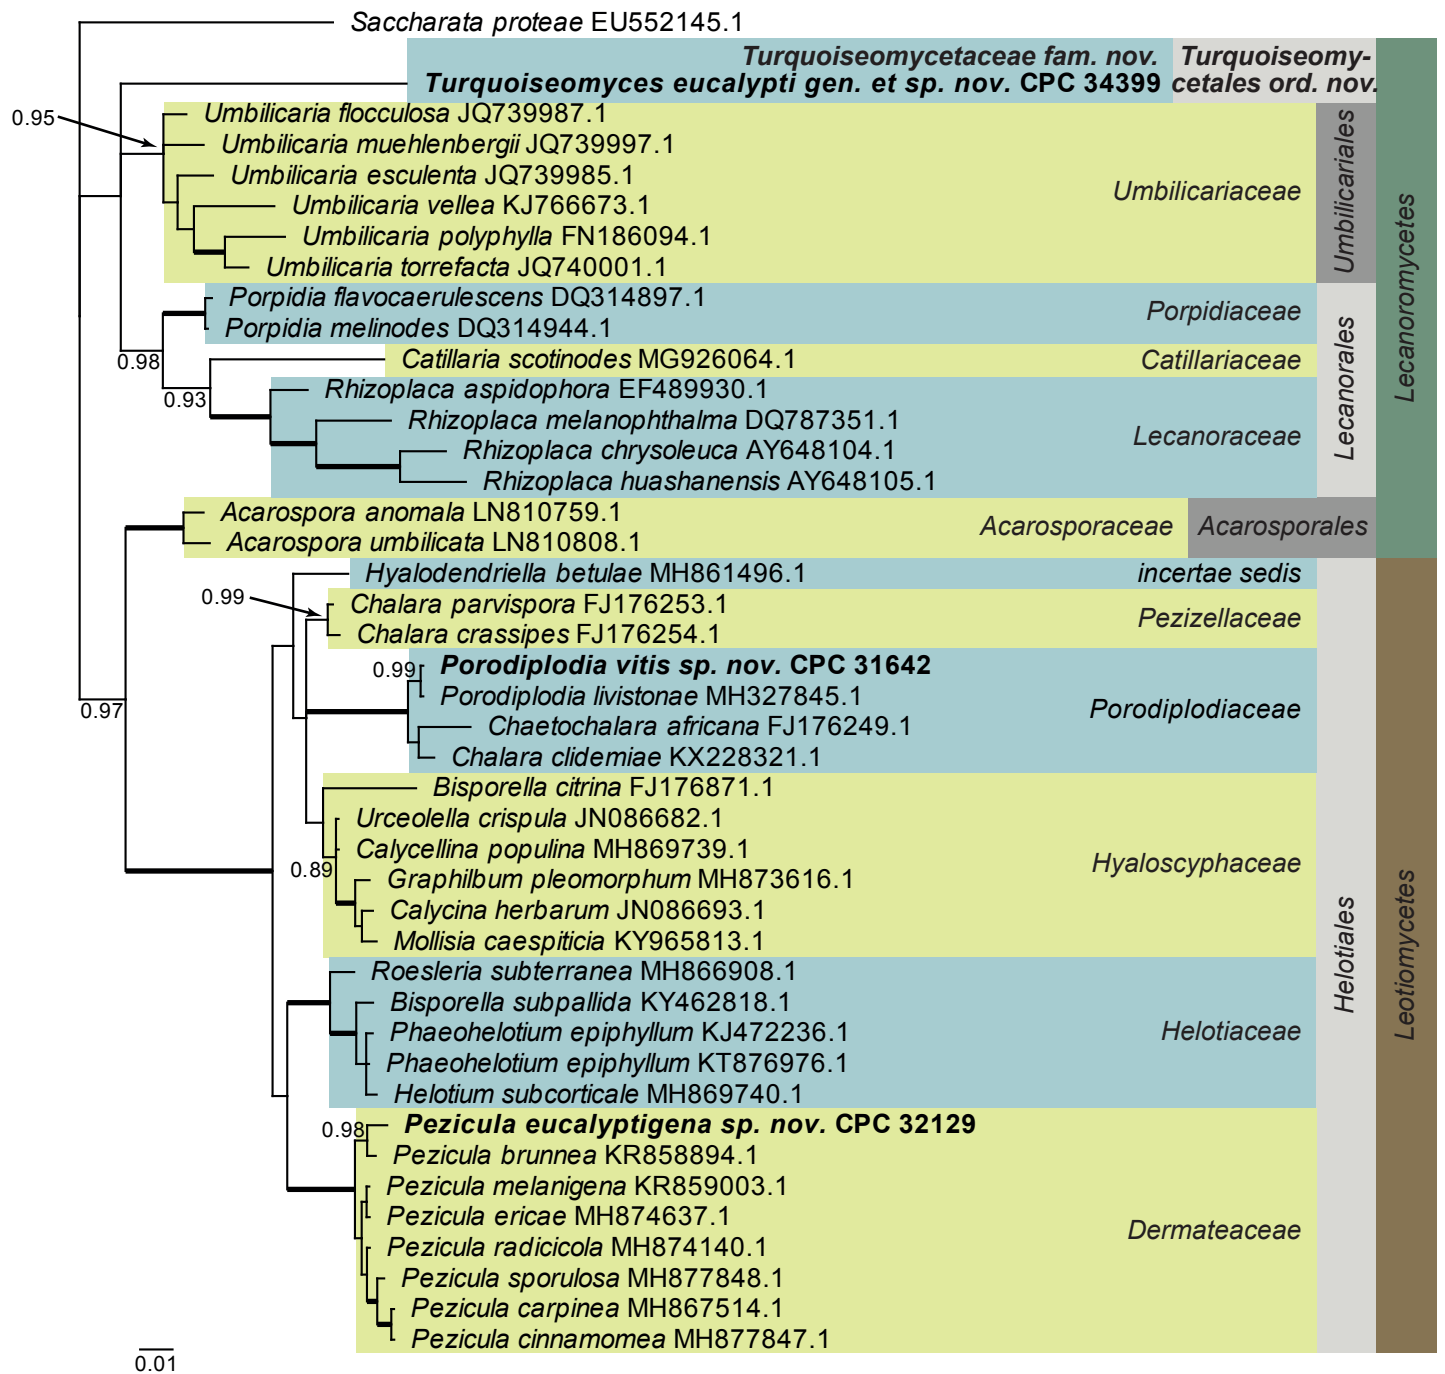 Saccharata proteae EU552145.1
Turquoiseomycetaceae fam. nov.
Turquoiseomyces eucalypti gen. et sp. nov. CPC 34399
Turquoiseomy-
cetales ord. nov.
0.95
Umbilicaria flocculosa JQ739987.1
Umbilicaria muehlenbergii JQ739997.1
Umbilicaria esculenta JQ739985.1
Umbilicaria vellea KJ766673.1
Umbilicaria polyphylla FN186094.1
Umbilicaria torrefacta JQ740001.1
Umbilicariaceae
Umbilicariales
Porpidia flavocaerulescens DQ314897.1
Porpidia melinodes DQ314944.1
Porpidiaceae
0.98
Catillaria scotinodes MG926064.1
Catillariaceae
0.93
Rhizoplaca aspidophora EF489930.1
Rhizoplaca melanophthalma DQ787351.1
Rhizoplaca chrysoleuca AY648104.1
Rhizoplaca huashanensis AY648105.1
Lecanoraceae
Lecanorales
Lecanoromycetes
Acarospora anomala LN810759.1
Acarospora umbilicata LN810808.1
Acarosporaceae
Acarosporales
Hyalodendriella betulae MH861496.1
incertae sedis
0.99
Chalara parvispora FJ176253.1
Chalara crassipes FJ176254.1
Pezizellaceae
0.99
Porodiplodia vitis sp. nov. CPC 31642
Porodiplodia livistonae MH327845.1
Chaetochalara africana FJ176249.1
Chalara clidemiae KX228321.1
Porodiplodiaceae
0.97
Bisporella citrina FJ176871.1
Urceolella crispula JN086682.1
Calycellina populina MH869739.1
0.89
Graphilbum pleomorphum MH873616.1
Calycina herbarum JN086693.1
Mollisia caespiticia KY965813.1
Hyaloscyphaceae
Roesleria subterranea MH866908.1
Bisporella subpallida KY462818.1
Phaeohelotium epiphyllum KJ472236.1
Phaeohelotium epiphyllum KT876976.1
Helotium subcorticale MH869740.1
Helotiaceae
Helotiales
Leotiomycetes
0.98
Pezicula eucalyptigena sp. nov. CPC 32129
Pezicula brunnea KR858894.1
Pezicula melanigena KR859003.1
Pezicula ericae MH874637.1
Pezicula radicicola MH874140.1
Pezicula sporulosa MH877848.1
Pezicula carpinea MH867514.1
Pezicula cinnamomea MH877847.1
Dermateaceae
0.01